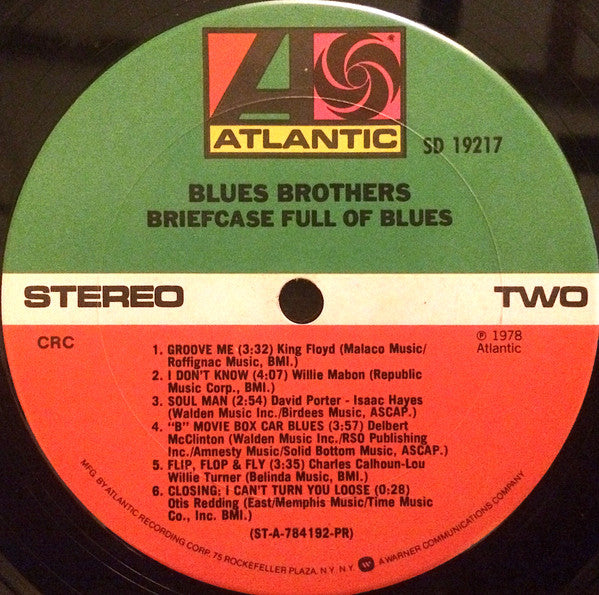 ATLANTIC
SD 19217
BLUES BROTHERS
BRIEFCASE FULL OF BLUES
STEREO
TWO
CRC
℗ 1978
Atlantic
1. GROOVE ME (3:32) King Floyd (Malaco Music/
Roffignac Music, BMI.)
2. I DON'T KNOW (4:07) Willie Mabon (Republic
Music Corp., BMI.)
3. SOUL MAN (2:54) David Porter - Isaac Hayes
(Walden Music Inc./Birdees Music, ASCAP.)
4. "B" MOVIE BOX CAR BLUES (3:57) Delbert
McClinton (Walden Music Inc./RSO Publishing
Inc./Amnesty Music/Solid Bottom Music, ASCAP.)
5. FLIP, FLOP & FLY (3:35) Charles Calhoun-Lou
Willie Turner (Belinda Music, BMI.)
6. CLOSING: I CAN'T TURN YOU LOOSE (0:28)
Otis Redding (East/Memphis Music/Time Music
Co., Inc. BMI.)
(ST-A-784192-PR)
MFG. BY ATLANTIC RECORDING CORP. 75 ROCKEFELLER PLAZA, N.Y. N.Y. W A WARNER COMMUNICATIONS COMPANY